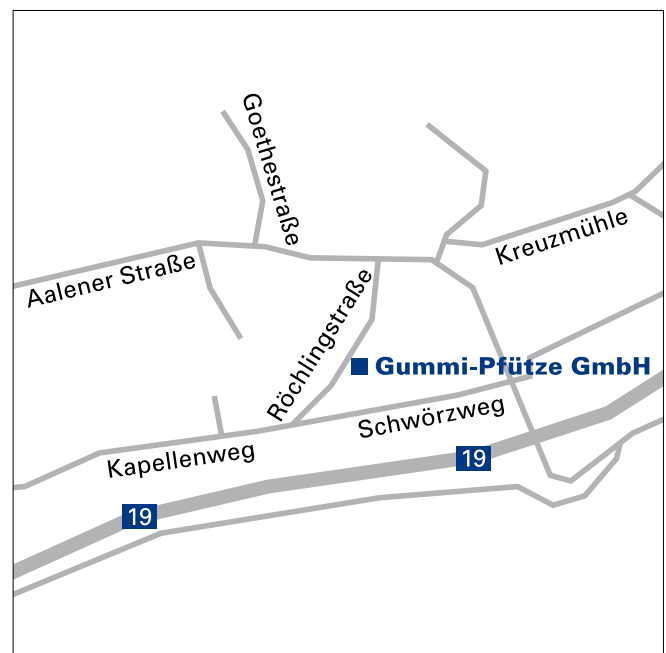 Goethestraße
Kreuzmühle
Aalener Straße
Röchlingstraße
Gummi-Pfütze GmbH
Schwörzweg
Kapellenweg
19
19